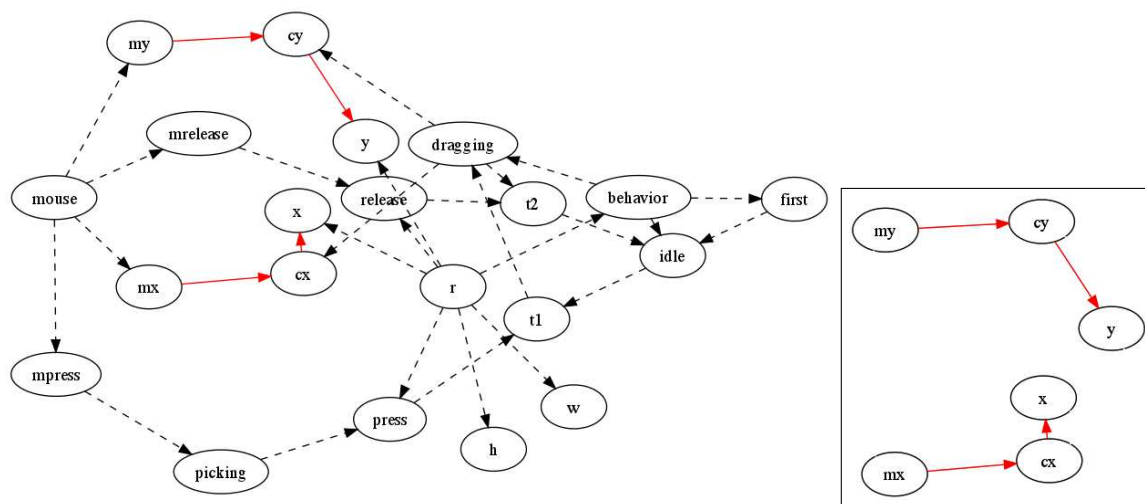 my
cy
mrelease
y
dragging
mouse
x
release
t2
behavior
first
mx
cx
r
idle
t1
mpress
press
w
h
picking
my
cy
y
x
mx
cx